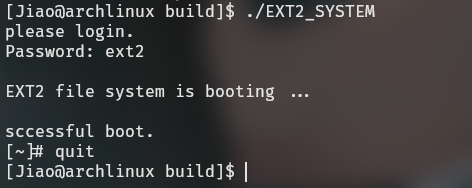 [Jiao@archlinux build]$ ./EXT2_SYSTEM
please login.
Password: ext2
EXT2 file system is booting ...
sccessful boot.
[~]# quit
[Jiao@archlinux build]$